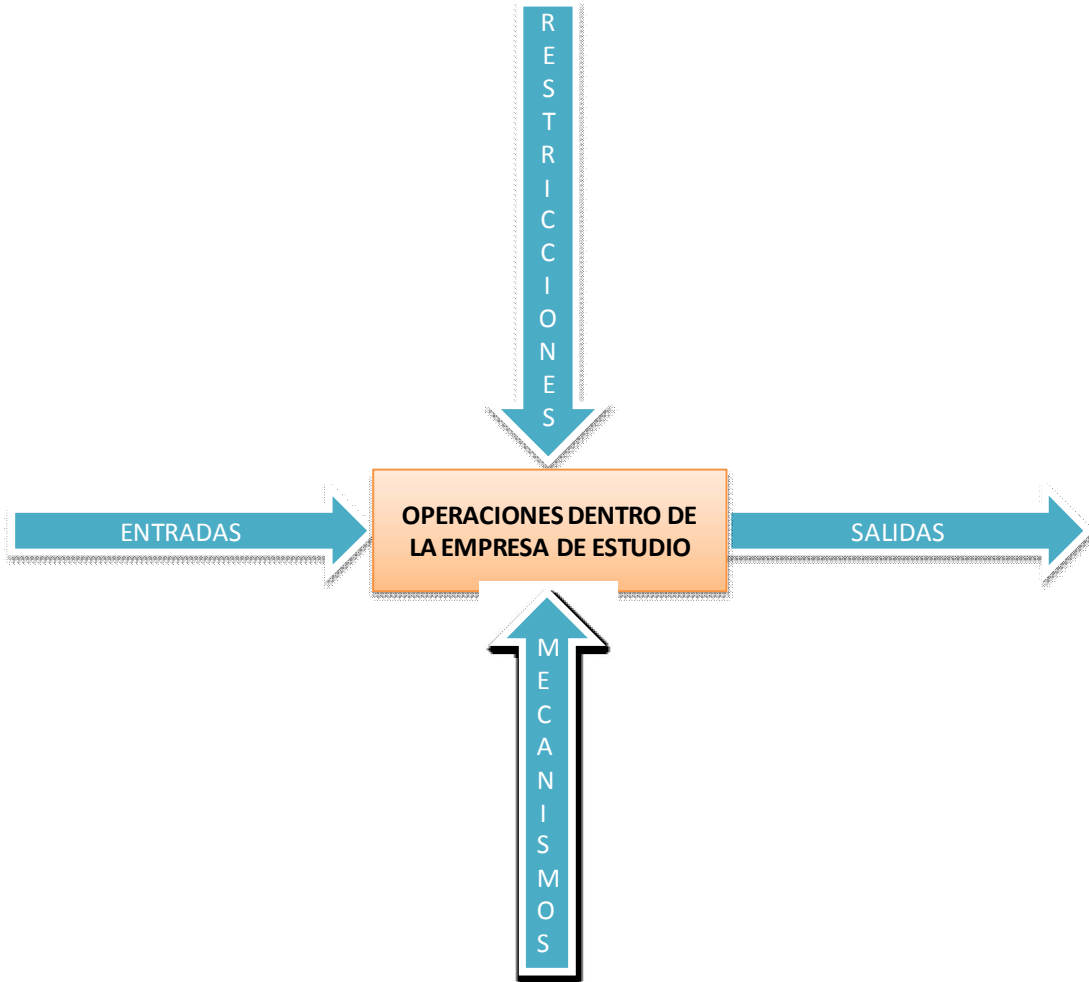 RESTRICCIONES
ENTRADAS
OPERACIONES DENTRO DE
LA EMPRESA DE ESTUDIO
SALIDAS
MECANISMOS